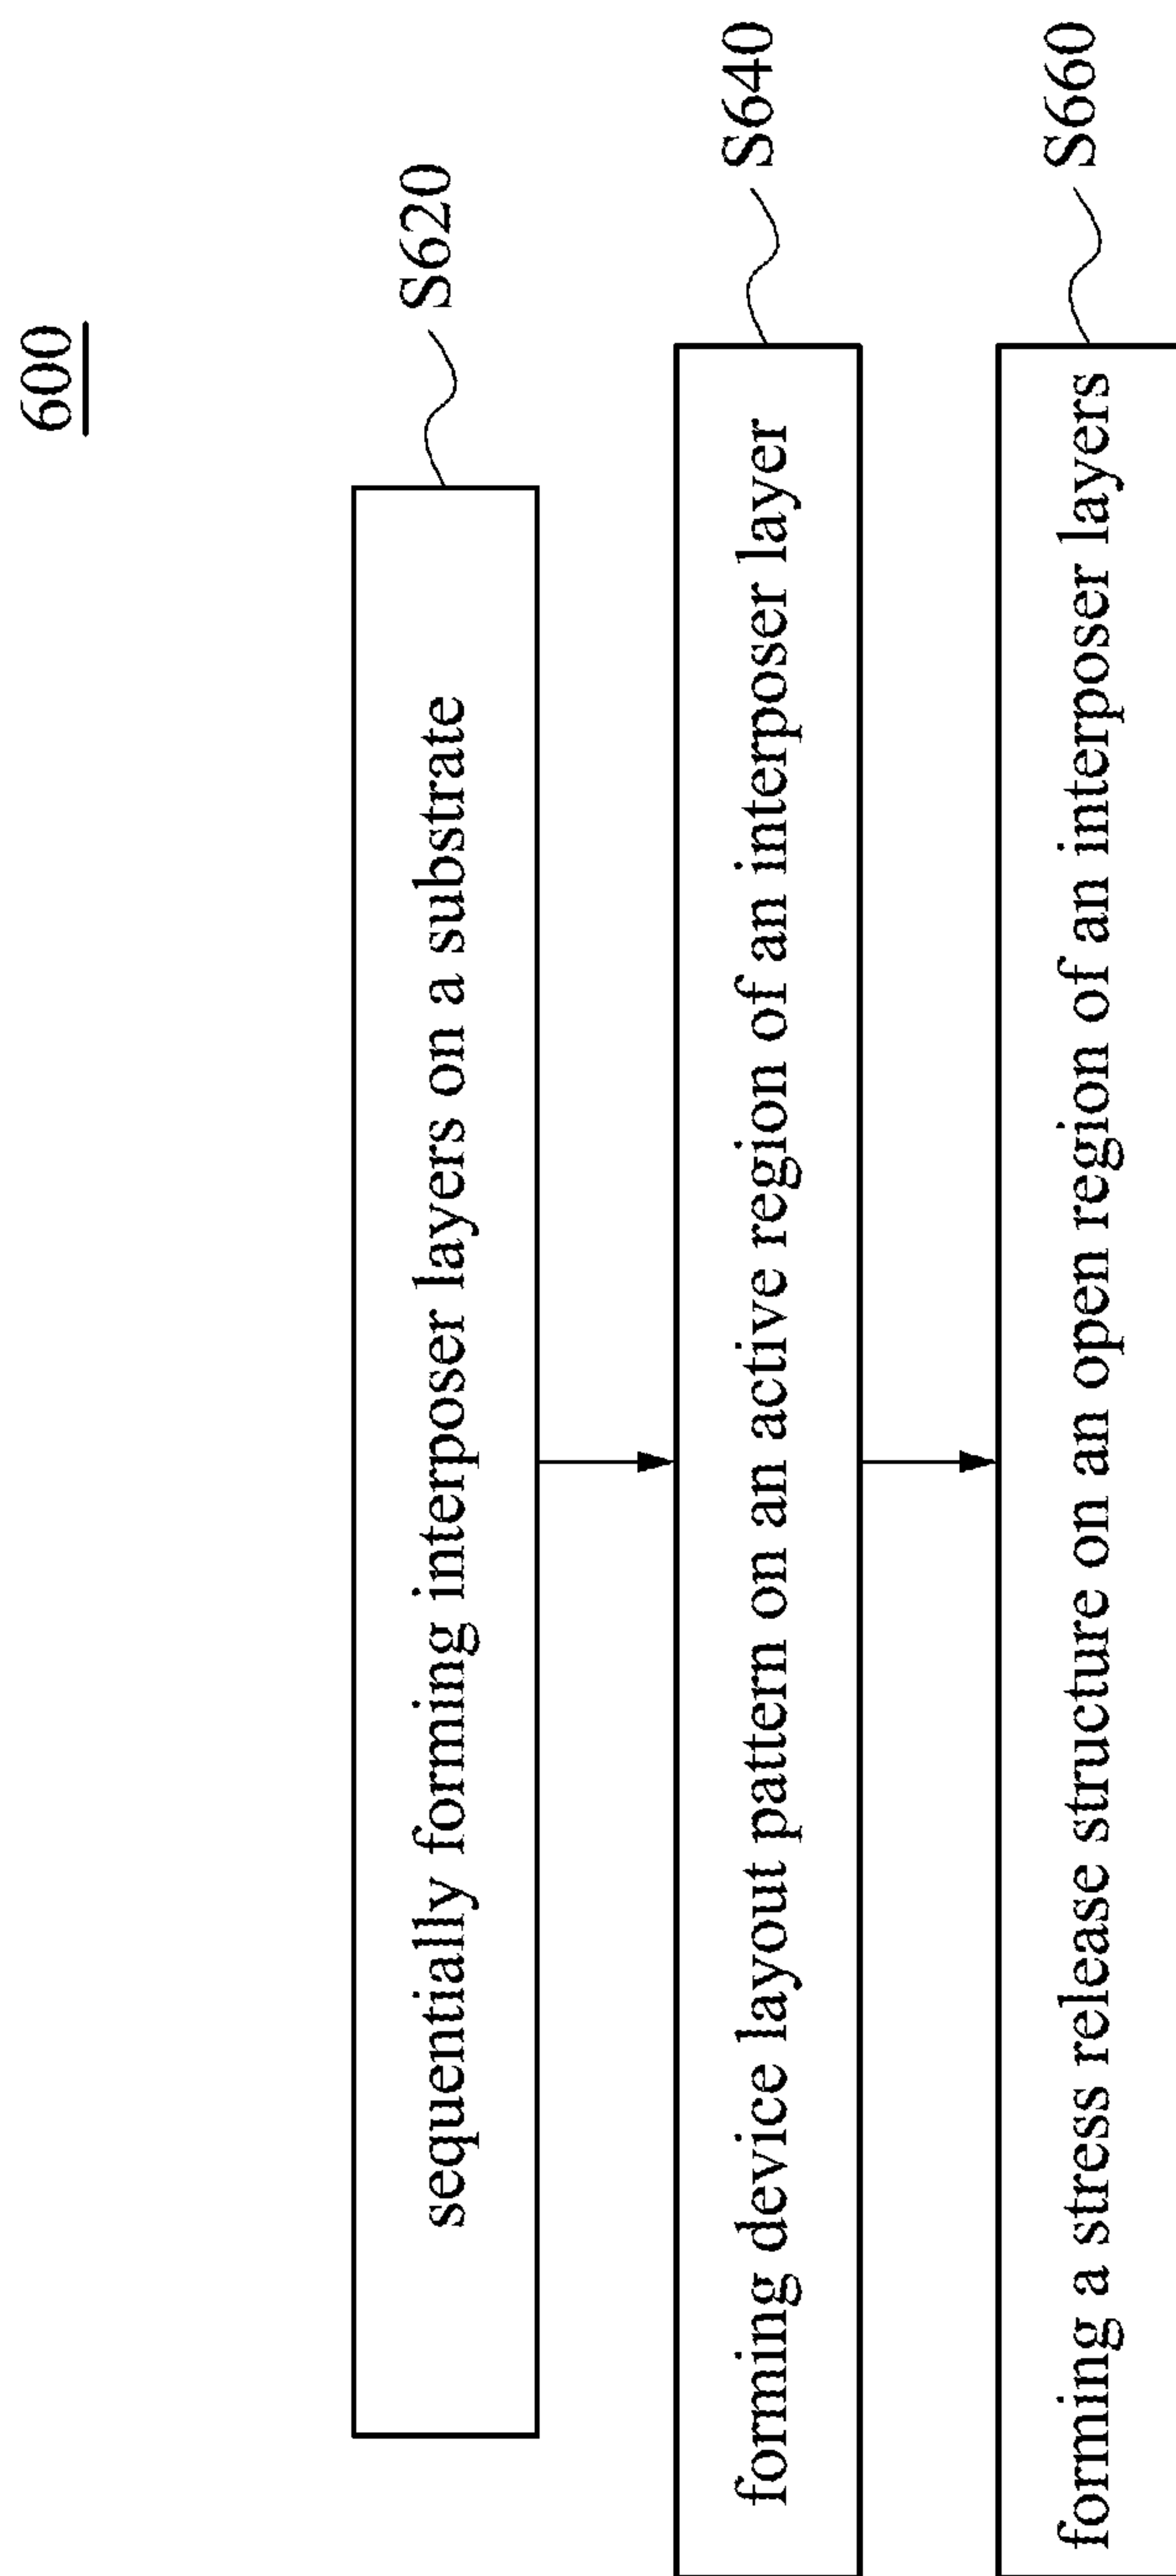 600
S620
sequentially forming interposer layers on a substrate
S640
forming device layout pattern on an active region of an interposer layer
S660
forming a stress release structure on an open region of an interposer layers